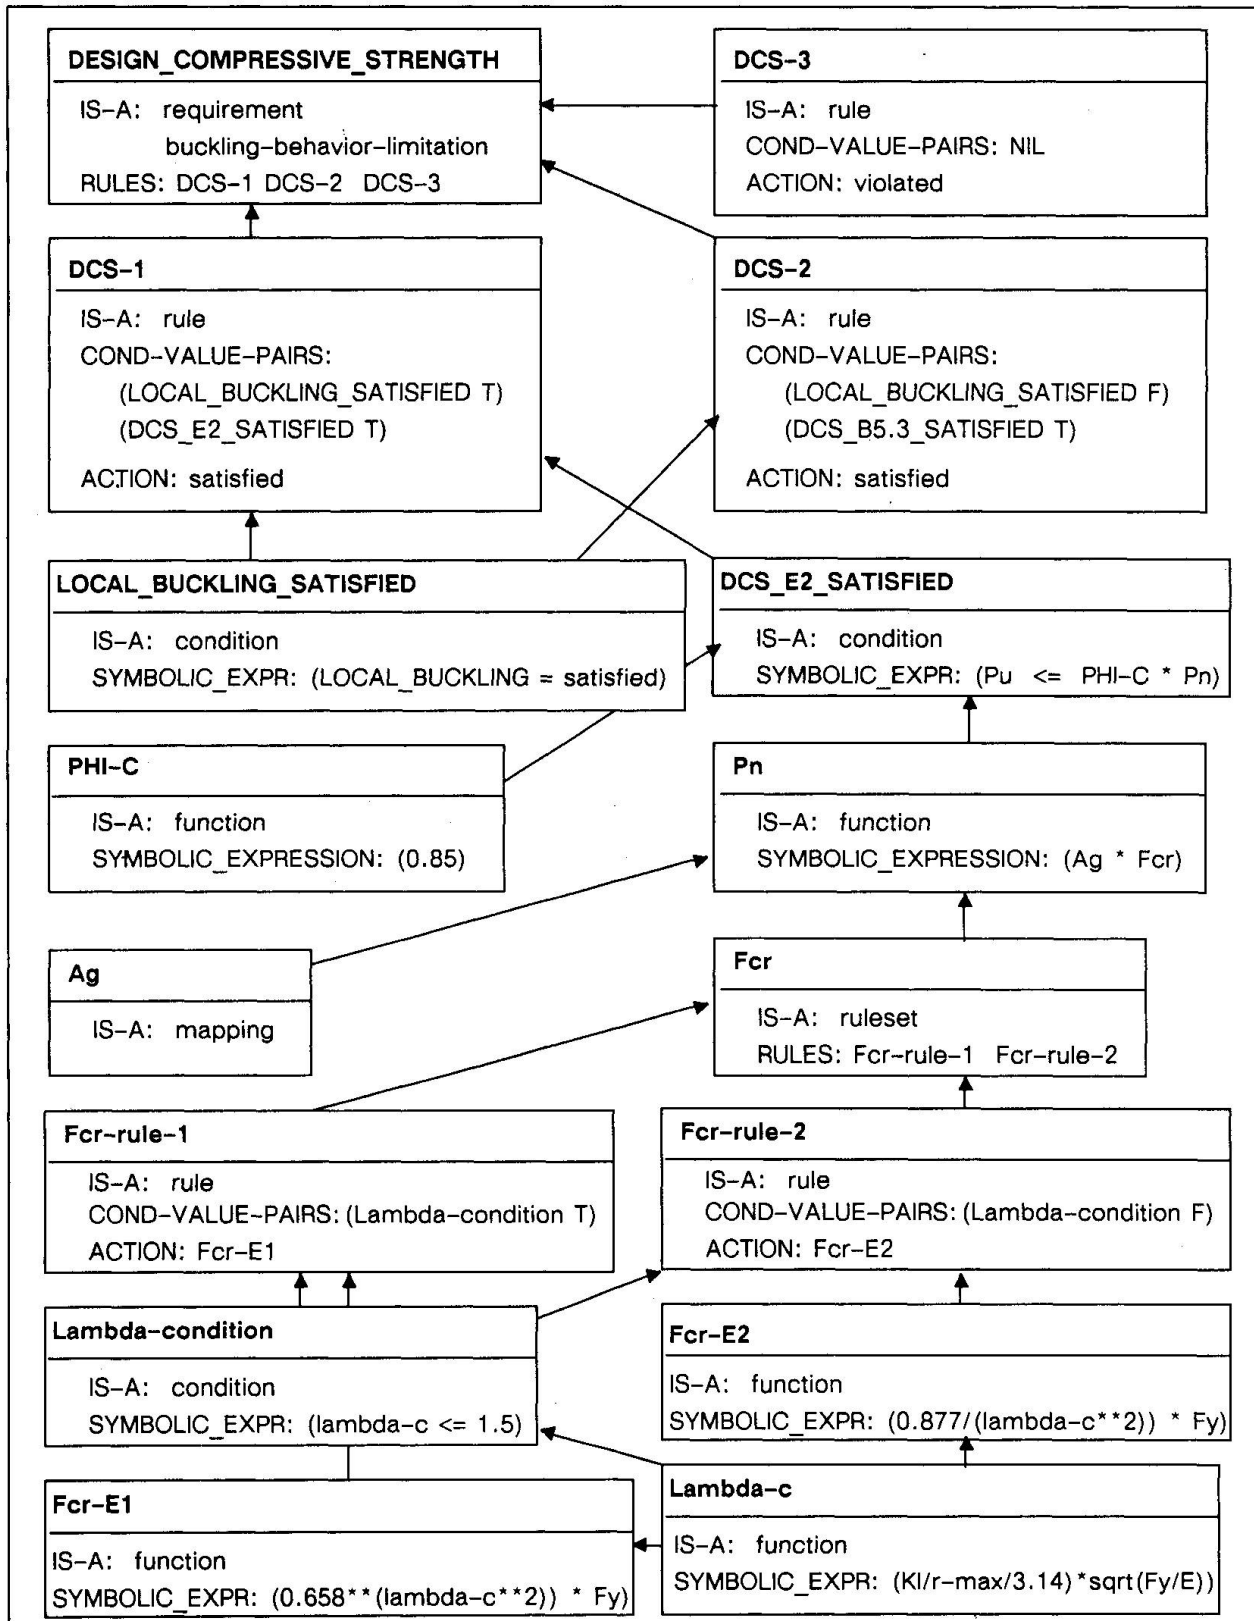 DESIGN_COMPRESSIVE_STRENGTH
IS-A: requirement
buckling-behavior-limitation
RULES: DCS-1 DCS-2 DCS-3
DCS-3
IS-A: rule
COND-VALUE-PAIRS: NIL
ACTION: violated
DCS-1
IS-A: rule
COND-VALUE-PAIRS:
(LOCAL_BUCKLING_SATISFIED T)
(DCS_E2_SATISFIED T)
ACTION: satisfied
DCS-2
IS-A: rule
COND-VALUE-PAIRS:
(LOCAL_BUCKLING_SATISFIED F)
(DCS_B5.3_SATISFIED T)
ACTION: satisfied
LOCAL_BUCKLING_SATISFIED
IS-A: condition
SYMBOLIC_EXPR: (LOCAL_BUCKLING = satisfied)
DCS_E2_SATISFIED
IS-A: condition
SYMBOLIC_EXPR: (Pu <= PHI-C * Pn)
PHI-C
IS-A: function
SYMBOLIC_EXPRESSION: (0.85)
Pn
IS-A: function
SYMBOLIC_EXPRESSION: (Ag * Fcr)
Ag
IS-A: mapping
Fcr
IS-A: ruleset
RULES: Fcr-rule-1 Fcr-rule-2
Fcr-rule-1
IS-A: rule
COND-VALUE-PAIRS: (Lambda-condition T)
ACTION: Fcr-E1
Fcr-rule-2
IS-A: rule
COND-VALUE-PAIRS: (Lambda-condition F)
ACTION: Fcr-E2
Lambda-condition
IS-A: condition
SYMBOLIC_EXPR: (lambda-c <= 1.5)
Fcr-E2
IS-A: function
SYMBOLIC_EXPR: (0.877/(lambda-c**2)) * Fy)
Fcr-E1
IS-A: function
SYMBOLIC_EXPR: (0.658**(lambda-c**2)) * Fy)
Lambda-c
IS-A: function
SYMBOLIC_EXPR: (Kl/r-max/3.14)*sqrt(Fy/E))